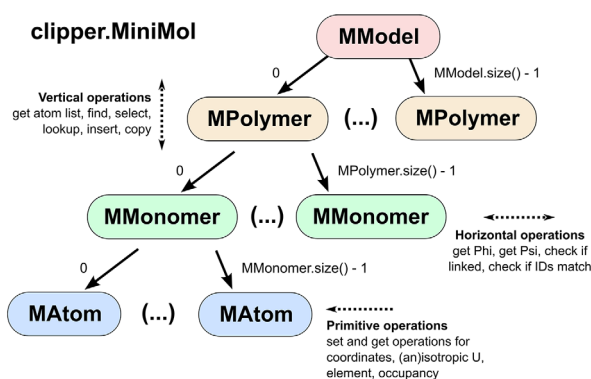 clipper.MiniMol
MModel
0
MModel.size() - 1
Vertical operations
get atom list, find, select,
lookup, insert, copy
MPolymer
(...)
MPolymer
0
MPolymer.size() - 1
MMonomer
(...)
MMonomer
Horizontal operations
get Phi, get Psi, check if
linked, check if IDs match
0
MMonomer.size() - 1
MAtom
(...)
MAtom
Primitive operations
set and get operations for
coordinates, (an)isotropic U,
element, occupancy